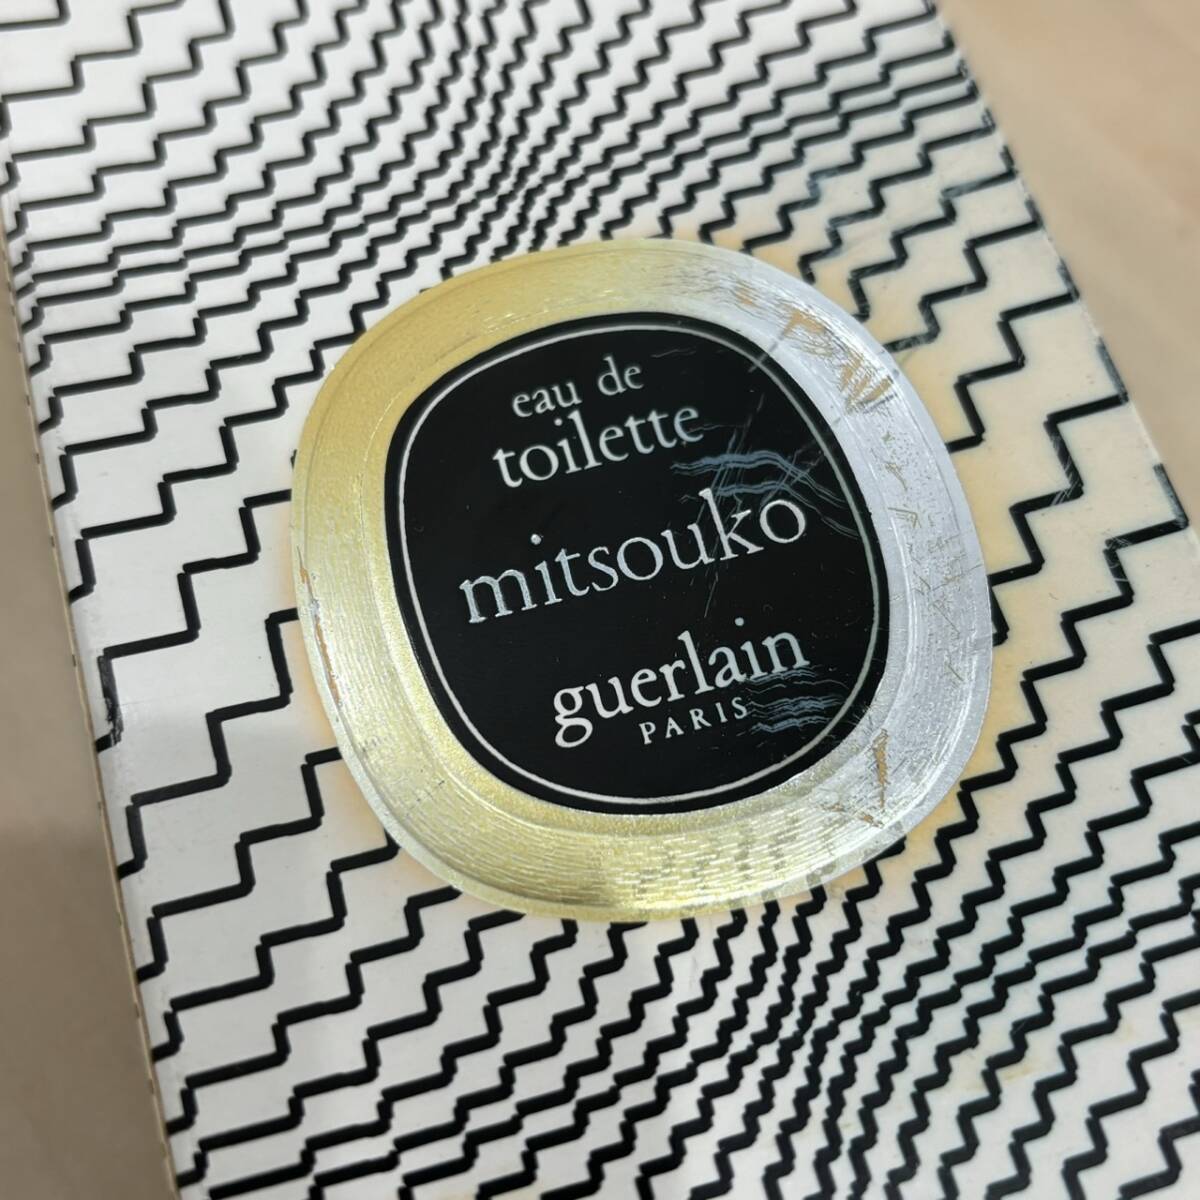 eau de
toilette
mitsouko
guerlain
PARIS